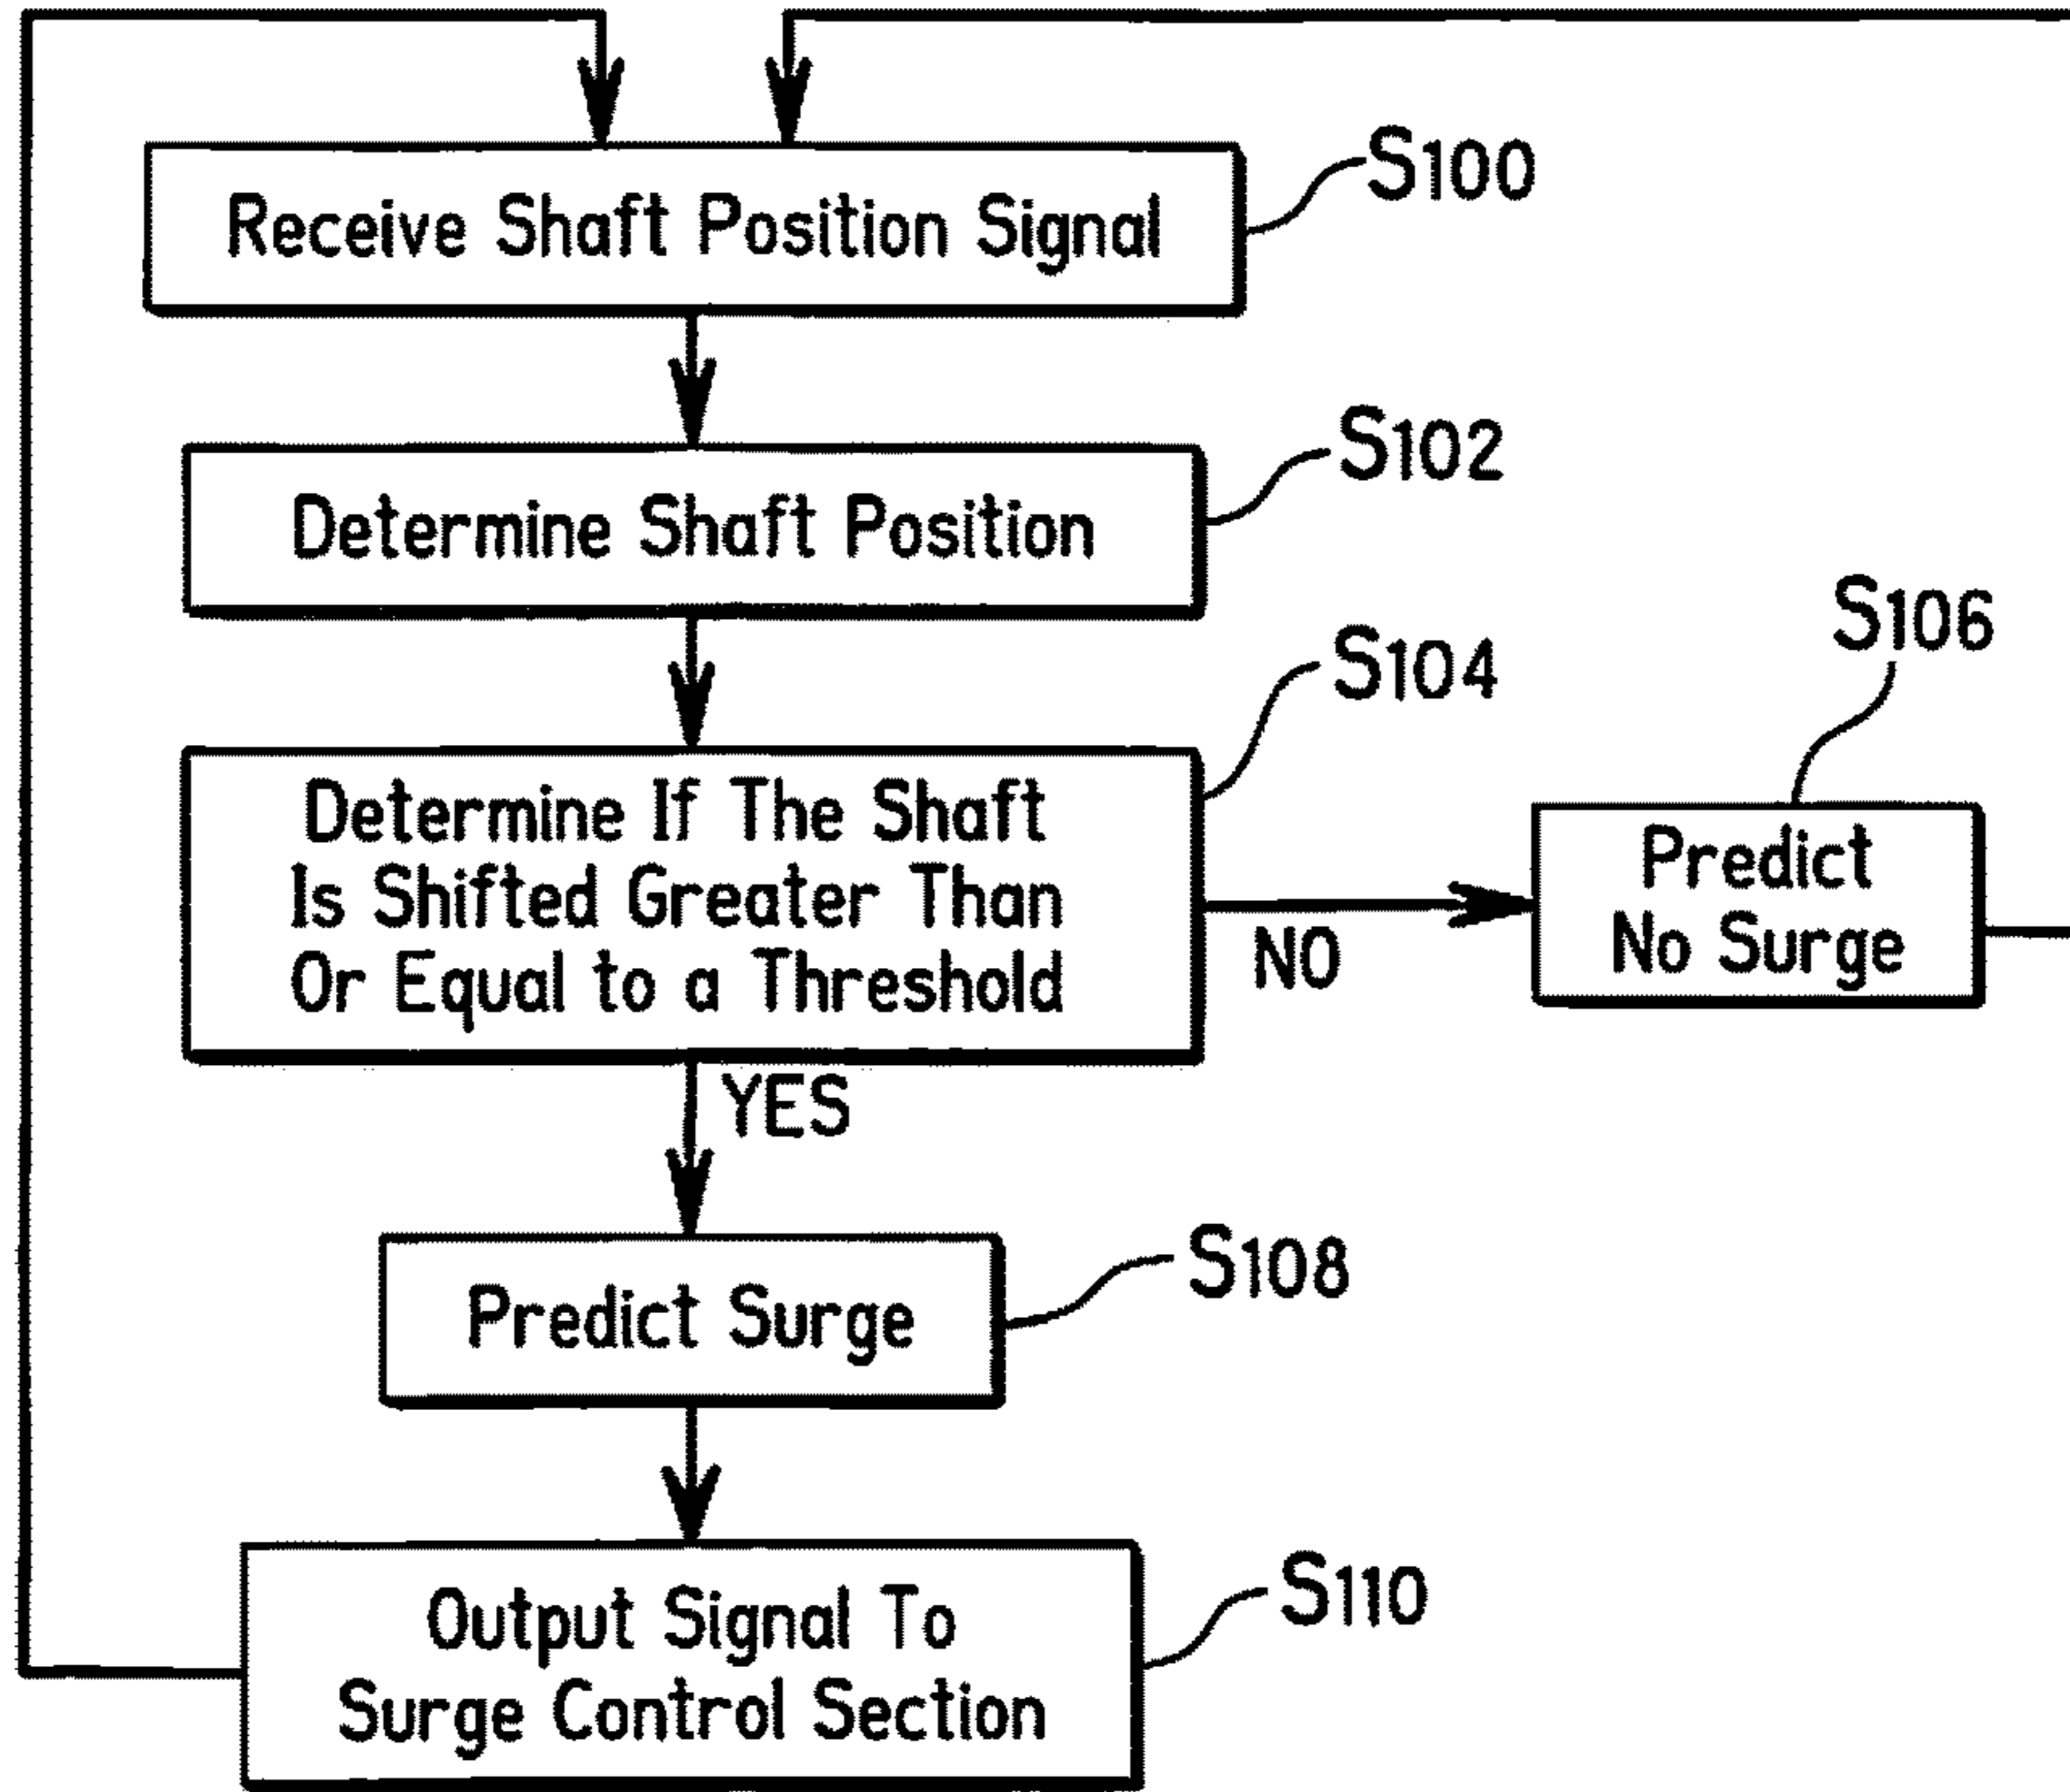 Receive Shaft Position Signal
S100
Determine Shaft Position
S102
Determine If The Shaft
Is Shifted Greater Than
Or Equal to a Threshold
S104
NO
S106
Predict
No Surge
YES
Predict Surge
S108
Output Signal To
Surge Control Section
S110